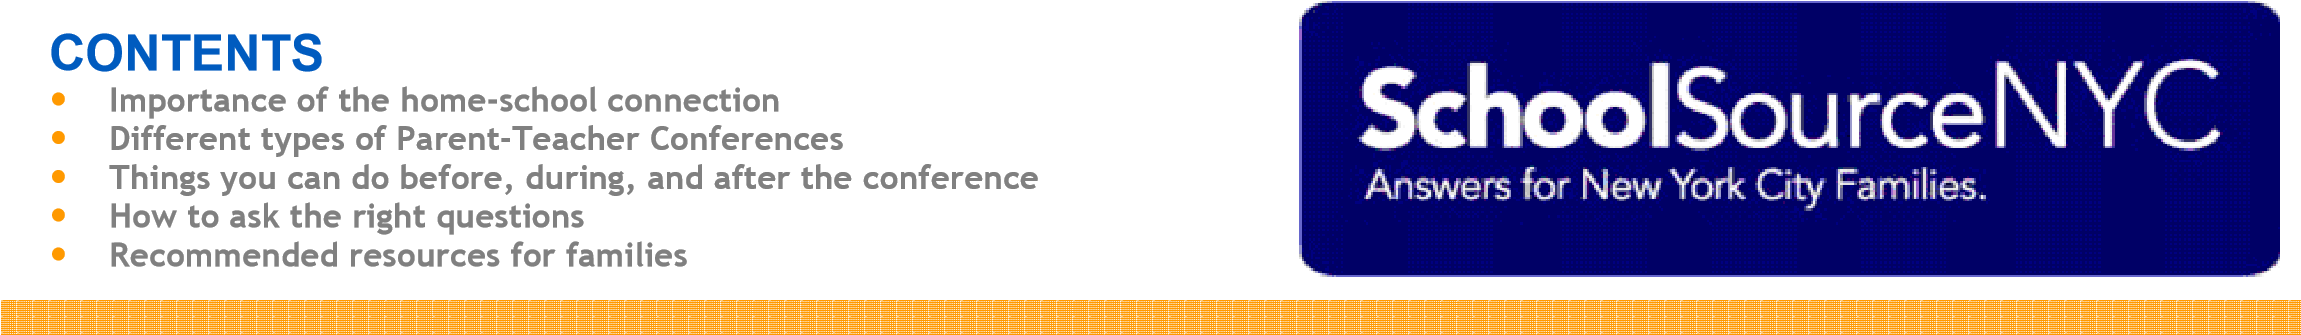 CONTENTS
• Importance of the home-school connection
• Different types of Parent-Teacher Conferences
• Things you can do before, during, and after the conference
• How to ask the right questions
• Recommended resources for families
SchoolSourceNYC
Answers for New York City Families.